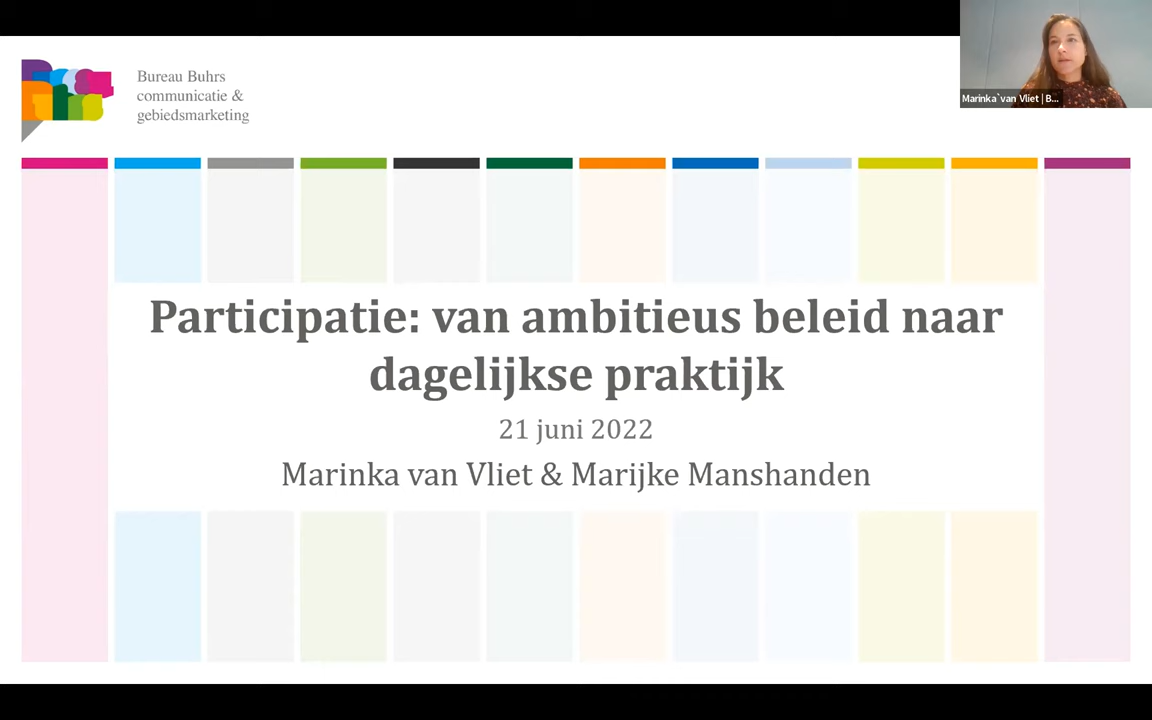 Bureau Buhrs
communicatie &
gebiedsmarketing
Marinka`van Vliet | B...
Participatie: van ambitieus beleid naar
dagelijkse praktijk
21 juni 2022
Marinka van Vliet & Marijke Manshanden